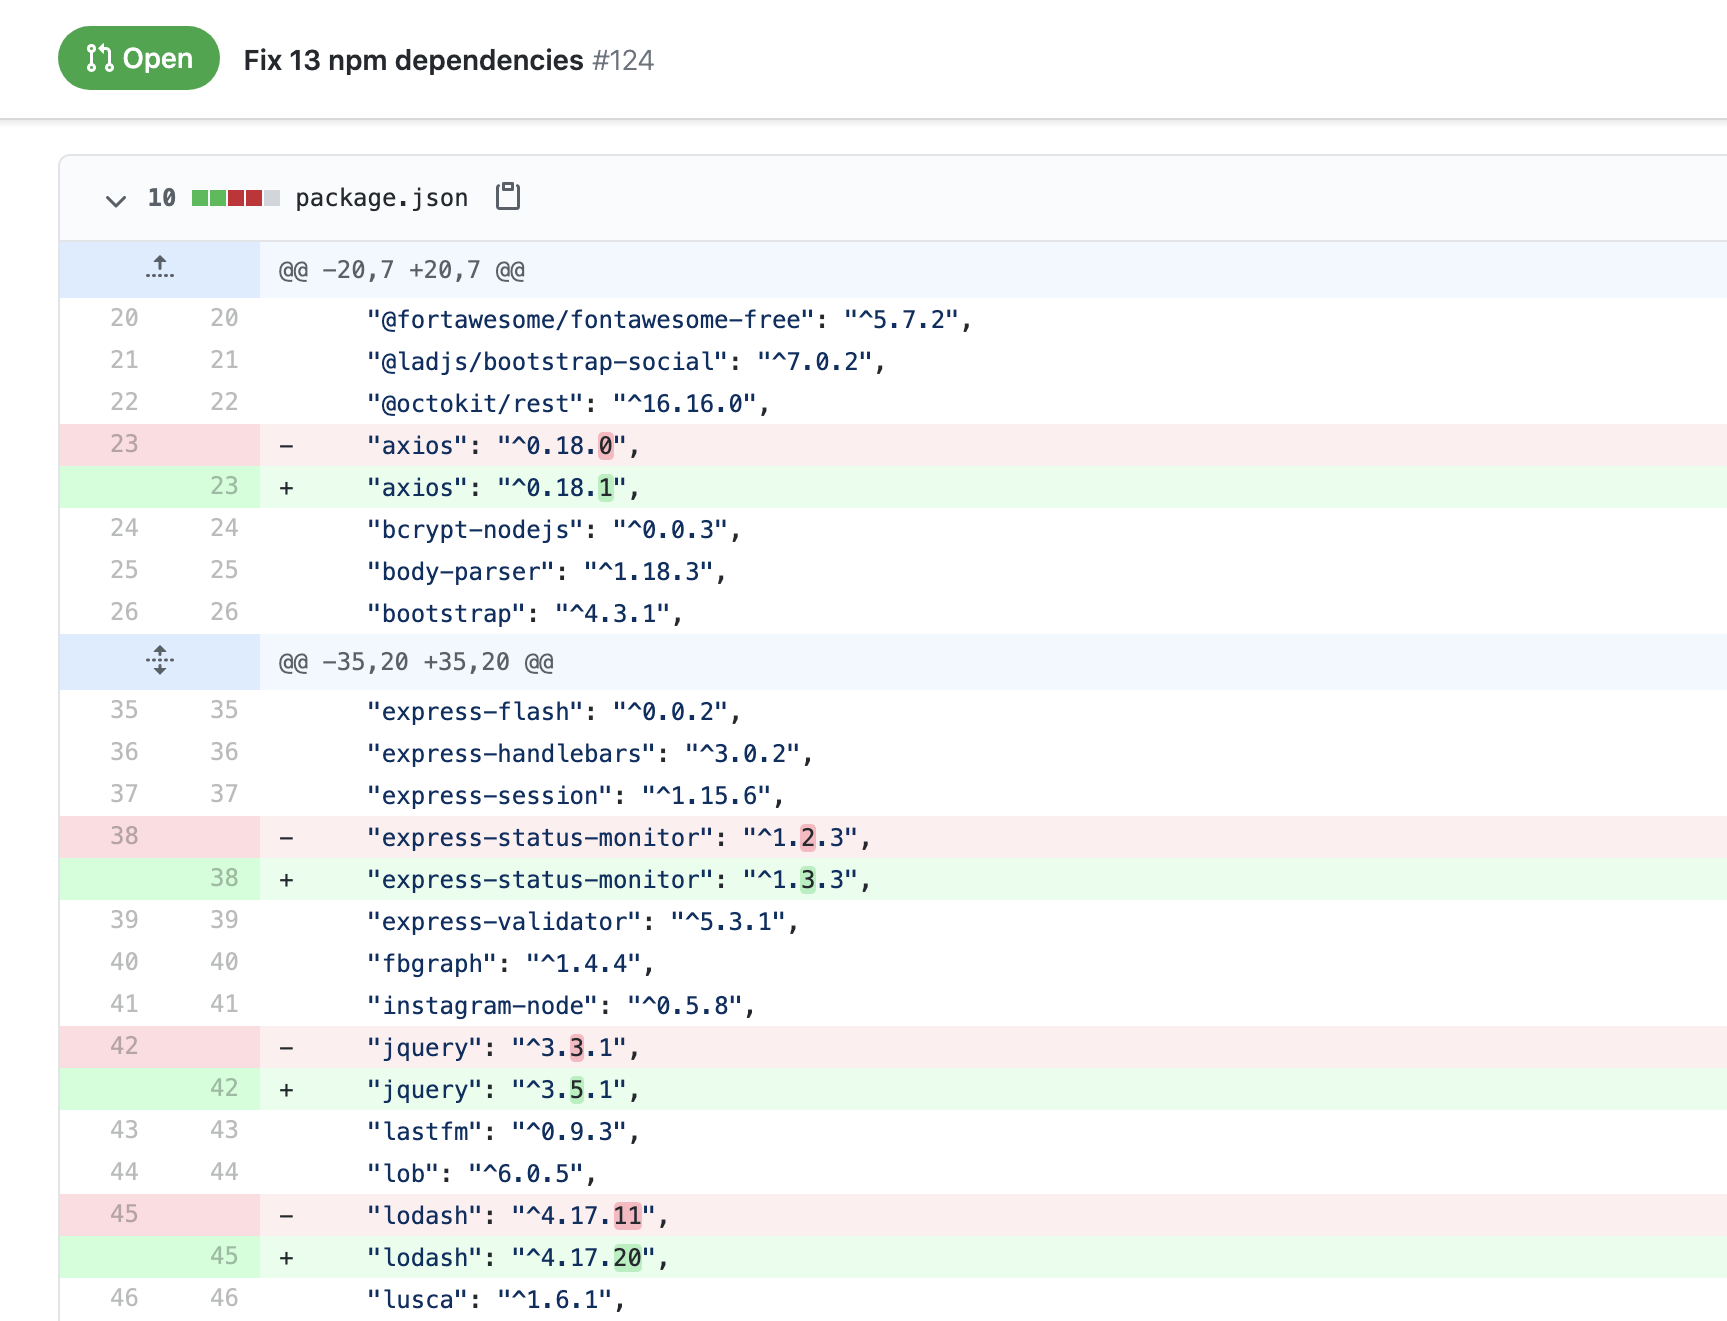 Open Fix 13 npm dependencies #124
10 package.json
@@ -20,7 +20,7 @@
20 20 "@fortawesome/fontawesome-free": "^5.7.2",
21 21 "@ladjs/bootstrap-social": "^7.0.2",
22 22 "@octokit/rest": "^16.16.0",
23 - "axios": "^0.18.0",
23 + "axios": "^0.18.1",
24 24 "bcrypt-nodejs": "^0.0.3",
25 25 "body-parser": "^1.18.3",
26 26 "bootstrap": "^4.3.1",
@@ -35,20 +35,20 @@
35 35 "express-flash": "^0.0.2",
36 36 "express-handlebars": "^3.0.2",
37 37 "express-session": "^1.15.6",
38 - "express-status-monitor": "^1.2.3",
38 + "express-status-monitor": "^1.3.3",
39 39 "express-validator": "^5.3.1",
40 40 "fbgraph": "^1.4.4",
41 41 "instagram-node": "^0.5.8",
42 - "jquery": "^3.3.1",
42 + "jquery": "^3.5.1",
43 43 "lastfm": "^0.9.3",
44 44 "lob": "^6.0.5",
45 - "lodash": "^4.17.11",
45 + "lodash": "^4.17.20",
46 46 "lusca": "^1.6.1",